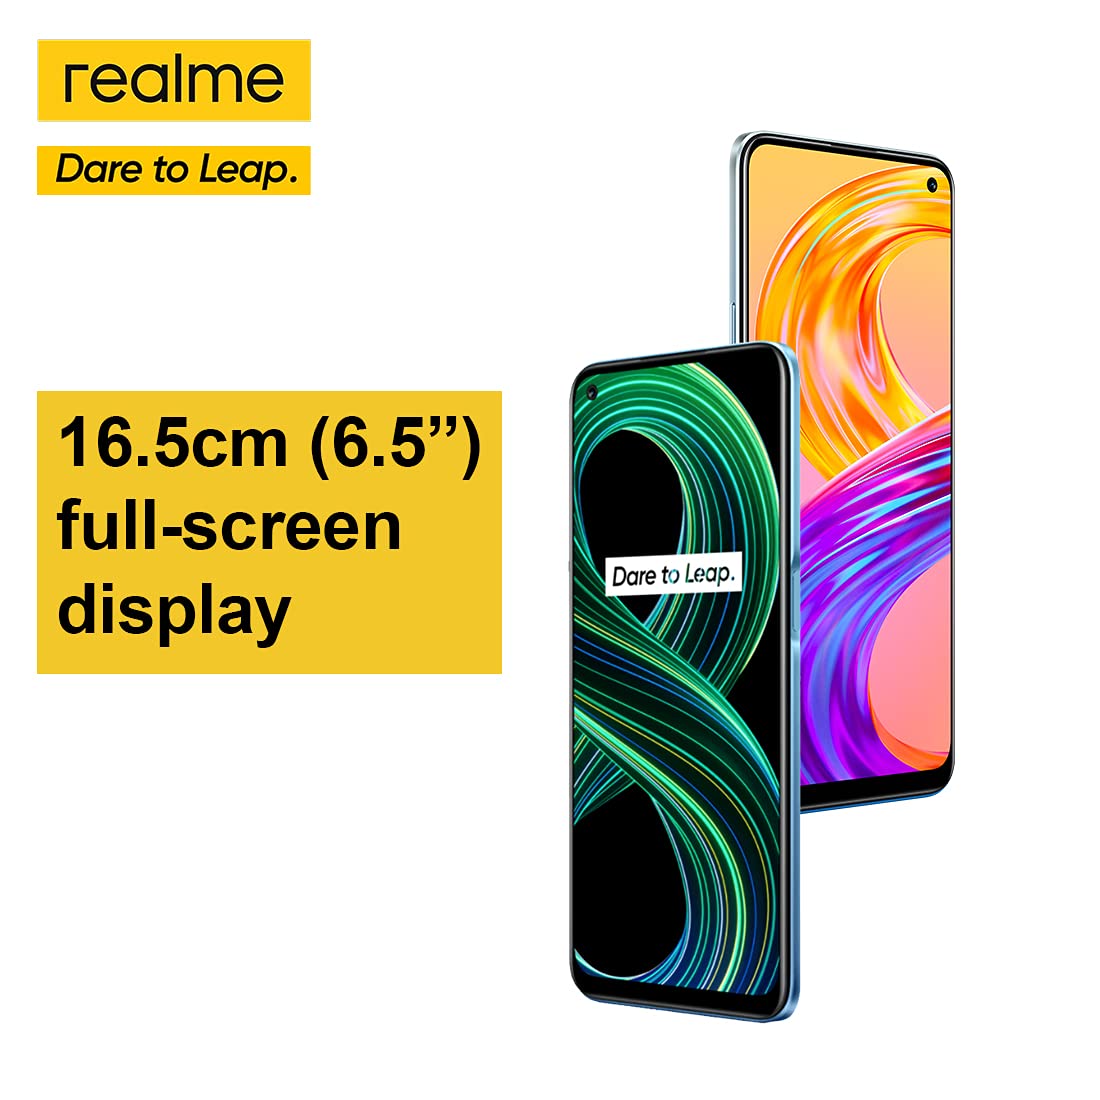 realme
Dare to Leap.
16.5cm (6.5”)
full-screen
display
Dare to Leap.